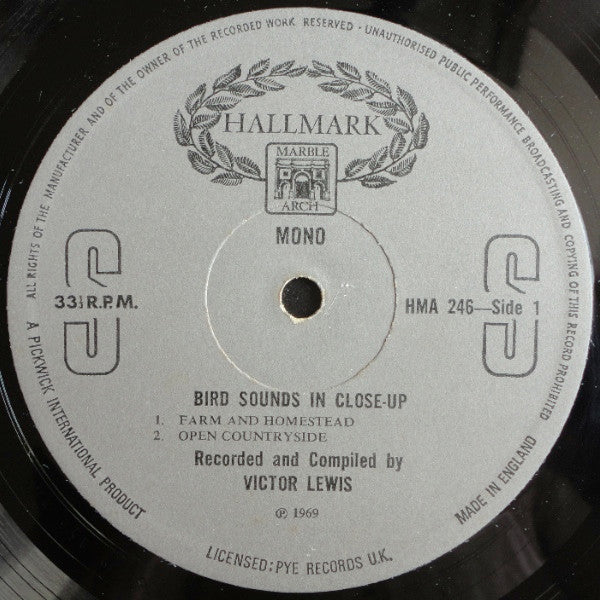 ALL RIGHTS OF THE MANUFACTURER AND OF THE OWNER OF THE RECORDED WORK RESERVED - UNAUTHORISED PUBLIC PERFORMANCE BROADCASTING AND COPYING OF THIS RECORD PROHIBITED
HALLMARK
MARBLE
ARCH
MONO
33⅓ R.P.M.
HMA 246—Side 1
BIRD SOUNDS IN CLOSE-UP
1. FARM AND HOMESTEAD
2. OPEN COUNTRYSIDE
Recorded and Compiled by
VICTOR LEWIS
℗ 1969
A PICKWICK INTERNATIONAL PRODUCT
LICENSED; PYE RECORDS U.K.
MADE IN ENGLAND